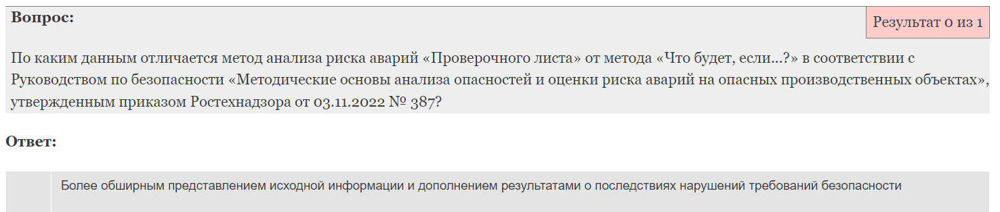 Вопрос:
Результат 0 из 1
По каким данным отличается метод анализа риска аварий «Проверочного листа» от метода «Что будет, если...?» в соответствии с
Руководством по безопасности «Методические основы анализа опасностей и оценки риска аварий на опасных производственных объектах»,
утвержденным приказом Ростехнадзора от 03.11.2022 № 387?
Ответ:
Более обширным представлением исходной информации и дополнением результатами о последствиях нарушений требований безопасности